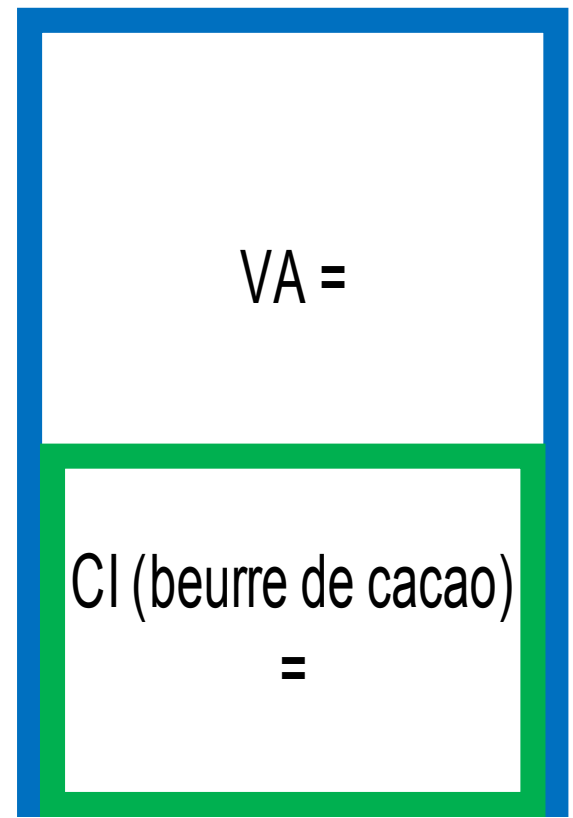 VA =
CI (beurre de cacao)
=